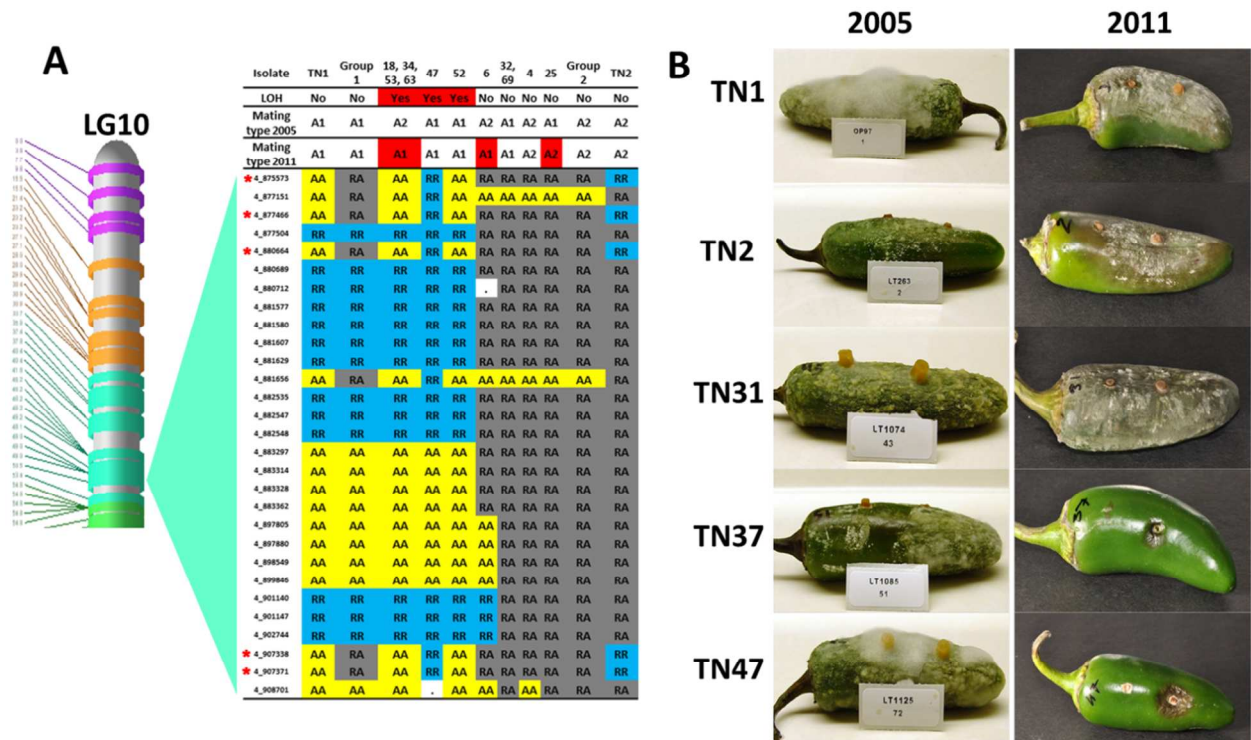 A
LG10
Isolate TN1 Group 1 18, 34, 53, 63 47 52 6 32, 69 4 25 Group 2 TN2
LOH No No Yes Yes Yes No No No No No No
Mating type 2005 A1 A1 A2 A1 A1 A2 A1 A2 A1 A2 A2
Mating type 2011 A1 A1 A1 A1 A1 A1 A1 A2 A2 A2 A2
* 4_875573 AA RA AA RR AA RA RA RA RA RA RR
4_877151 AA RA AA RR AA AA AA AA AA AA RA
* 4_877466 AA RA AA RR AA RA RA RA RA RA RR
4_877504 RR RR RR RR RR RA RA RA RA RA RA
* 4_880664 AA RA AA RR AA RA RA RA RA RA RR
4_880689 RR RR RR RR RR RA RA RA RA RA RA
4_880712 RR RR RR RR RR . RA RA RA RA RA
4_881577 RR RR RR RR RR RA RA RA RA RA RA
4_881580 RR RR RR RR RR RA RA RA RA RA RA
4_881607 RR RR RR RR RR RA RA RA RA RA RA
4_881629 RR RR RR RR RR RA RA RA RA RA RA
4_881656 AA RA AA RR AA AA AA AA AA AA RA
4_882535 RR RR RR RR RR RA RA RA RA RA RA
4_882547 RR RR RR RR RR RA RA RA RA RA RA
4_882548 RR RR RR RR RR RA RA RA RA RA RA
4_883297 AA AA AA AA AA RA RA RA RA RA RA
4_883314 AA AA AA AA AA RA RA RA RA RA RA
4_883328 AA AA AA AA AA RA RA RA RA RA RA
4_883362 AA AA AA AA AA RA RA RA RA RA RA
4_897805 AA AA AA AA AA AA RA RA RA RA RA
4_897880 AA AA AA AA AA AA RA RA RA RA RA
4_898549 AA AA AA AA AA AA RA RA RA RA RA
4_899846 AA AA AA AA AA AA RA RA RA RA RA
4_901140 RR RR RR RR RR RR RA RA RA RA RA
4_901147 RR RR RR RR RR RR RA RA RA RA RA
4_902744 RR RR RR RR RR RR RA RA RA RA RA
* 4_907338 AA RA AA RR AA RA RA RA RA RA RR
* 4_907371 AA RA AA RR AA RA RA RA RA RA RR
4_908701 AA AA AA . AA AA RA AA RA RA RA
B
2005 2011
TN1
OP97
1
TN2
LT263
2
TN31
LT1074
43
TN37
LT1085
51
TN47
LT1125
72